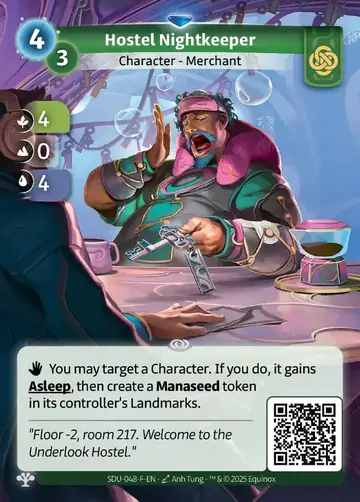 4
Hostel Nightkeeper
3
Character - Merchant
4
0
4
You may target a Character. If you do, it gains
Asleep, then create a Manaseed token
in its controller's Landmarks.
"Floor -2, room 217. Welcome to the
Underlook Hostel."
SDU-048-F-EN - Anh Tung - ™ & © 2025 Equinox